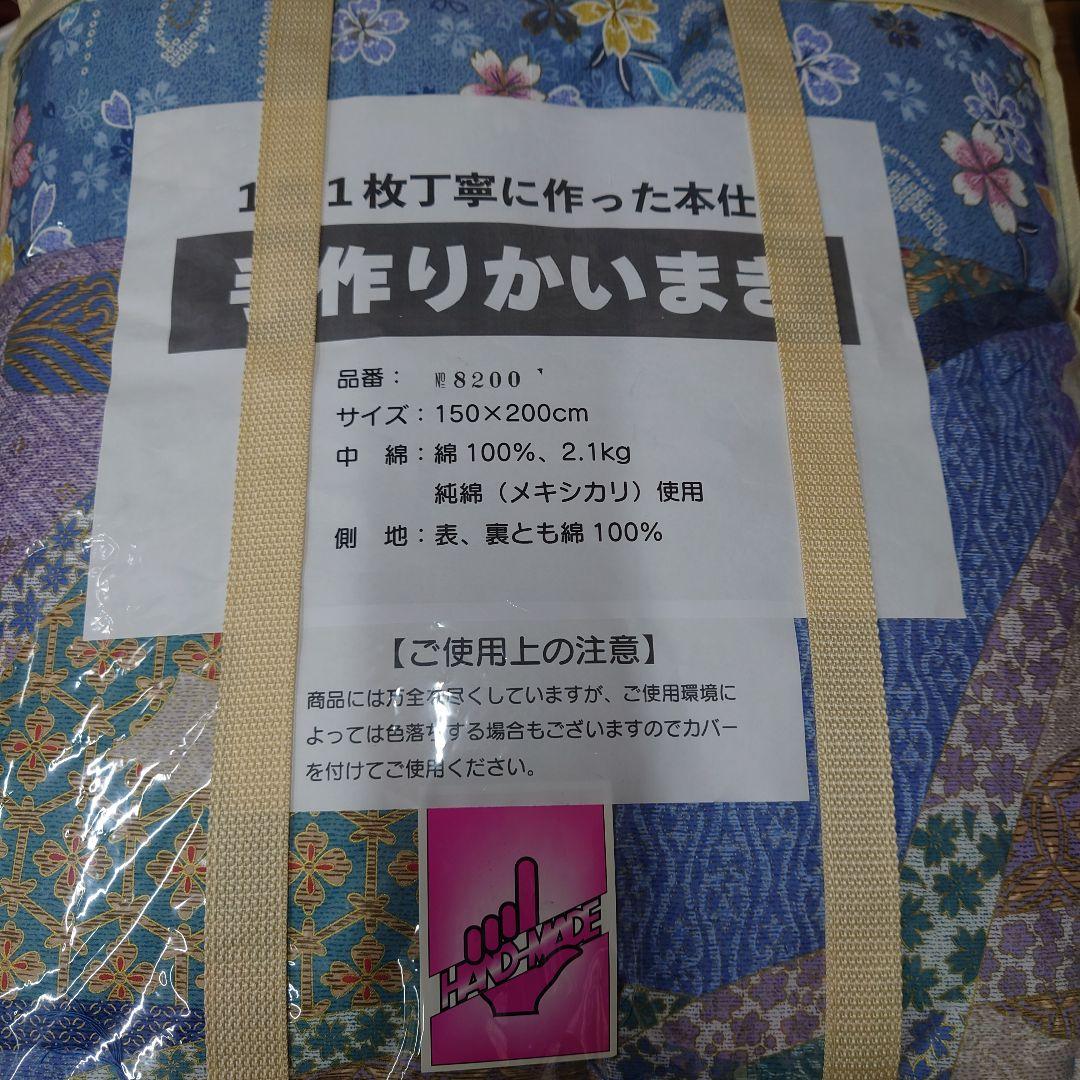 1 1枚丁寧に作った本仕
手作りかいまき
品番： №8200
サイズ：150×200cm
中 綿：綿100%、2.1kg
純綿（メキシカリ）使用
側 地：表、裏とも綿100%
【ご使用上の注意】
商品には万全を尽くしていますが、ご使用環境に
よっては色落ちする場合もございますのでカバー
を付けてご使用ください。
HAND-MADE